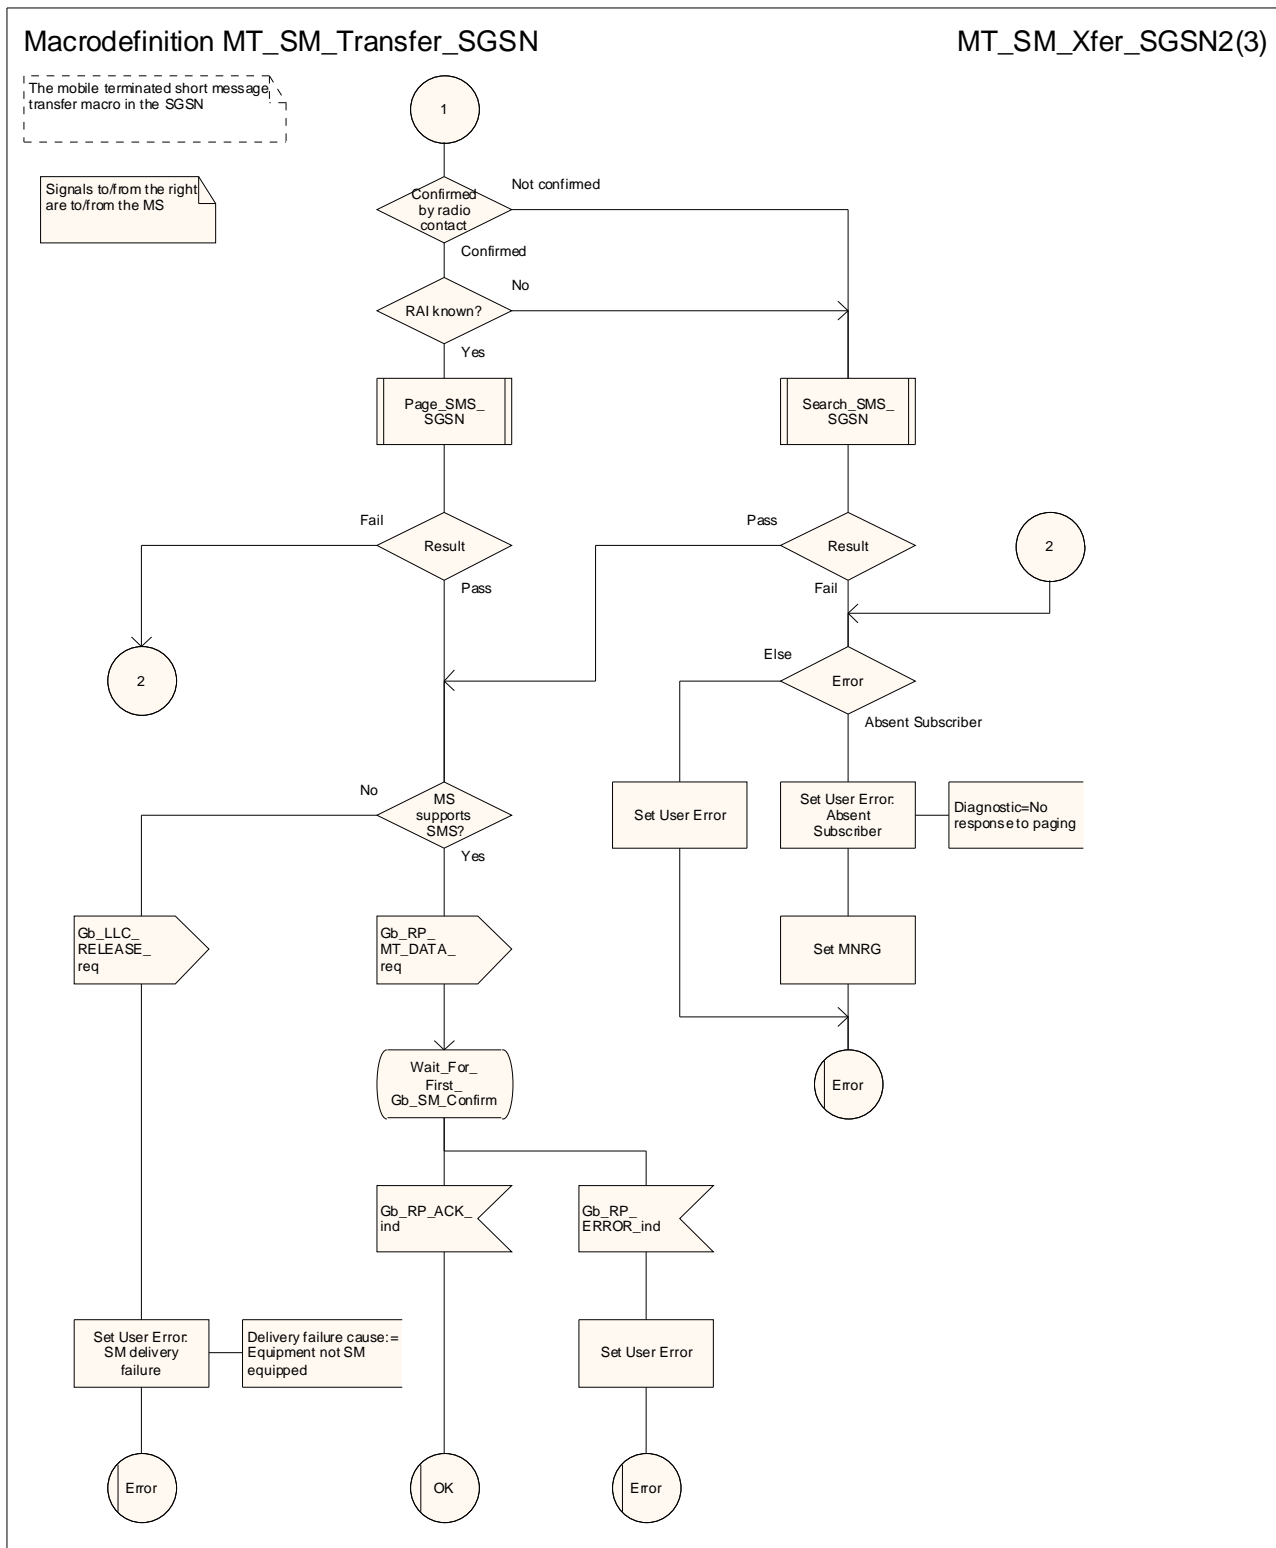 Macrodefinition MT_SM_Transfer_SGSN
MT_SM_Xfer_SGSN2(3)
The mobile terminated short message
transfer macro in the SGSN
1
Signals to/from the right
are to/from the MS
Confirmed
by radio
contact
Not confirmed
Confirmed
RAI known?
No
Yes
Page_SMS_
SGSN
Search_SMS_
SGSN
Fail
Result
Pass
Pass
Result
Fail
2
2
Else
Error
Absent Subscriber
No
MS
supports
SMS?
Yes
Set User Error
Set User Error:
Absent
Subscriber
Diagnostic=No
response to paging
Gb_LLC_
RELEASE_
req
Gb_RP_
MT_DATA_
req
Set MNRG
Wait_For_
First_
Gb_SM_Confirm
Error
Gb_RP_ACK_
ind
Gb_RP_
ERROR_ind
Set User Error:
SM delivery
failure
Delivery failure cause:=
Equipment not SM
equipped
Set User Error
Error
OK
Error